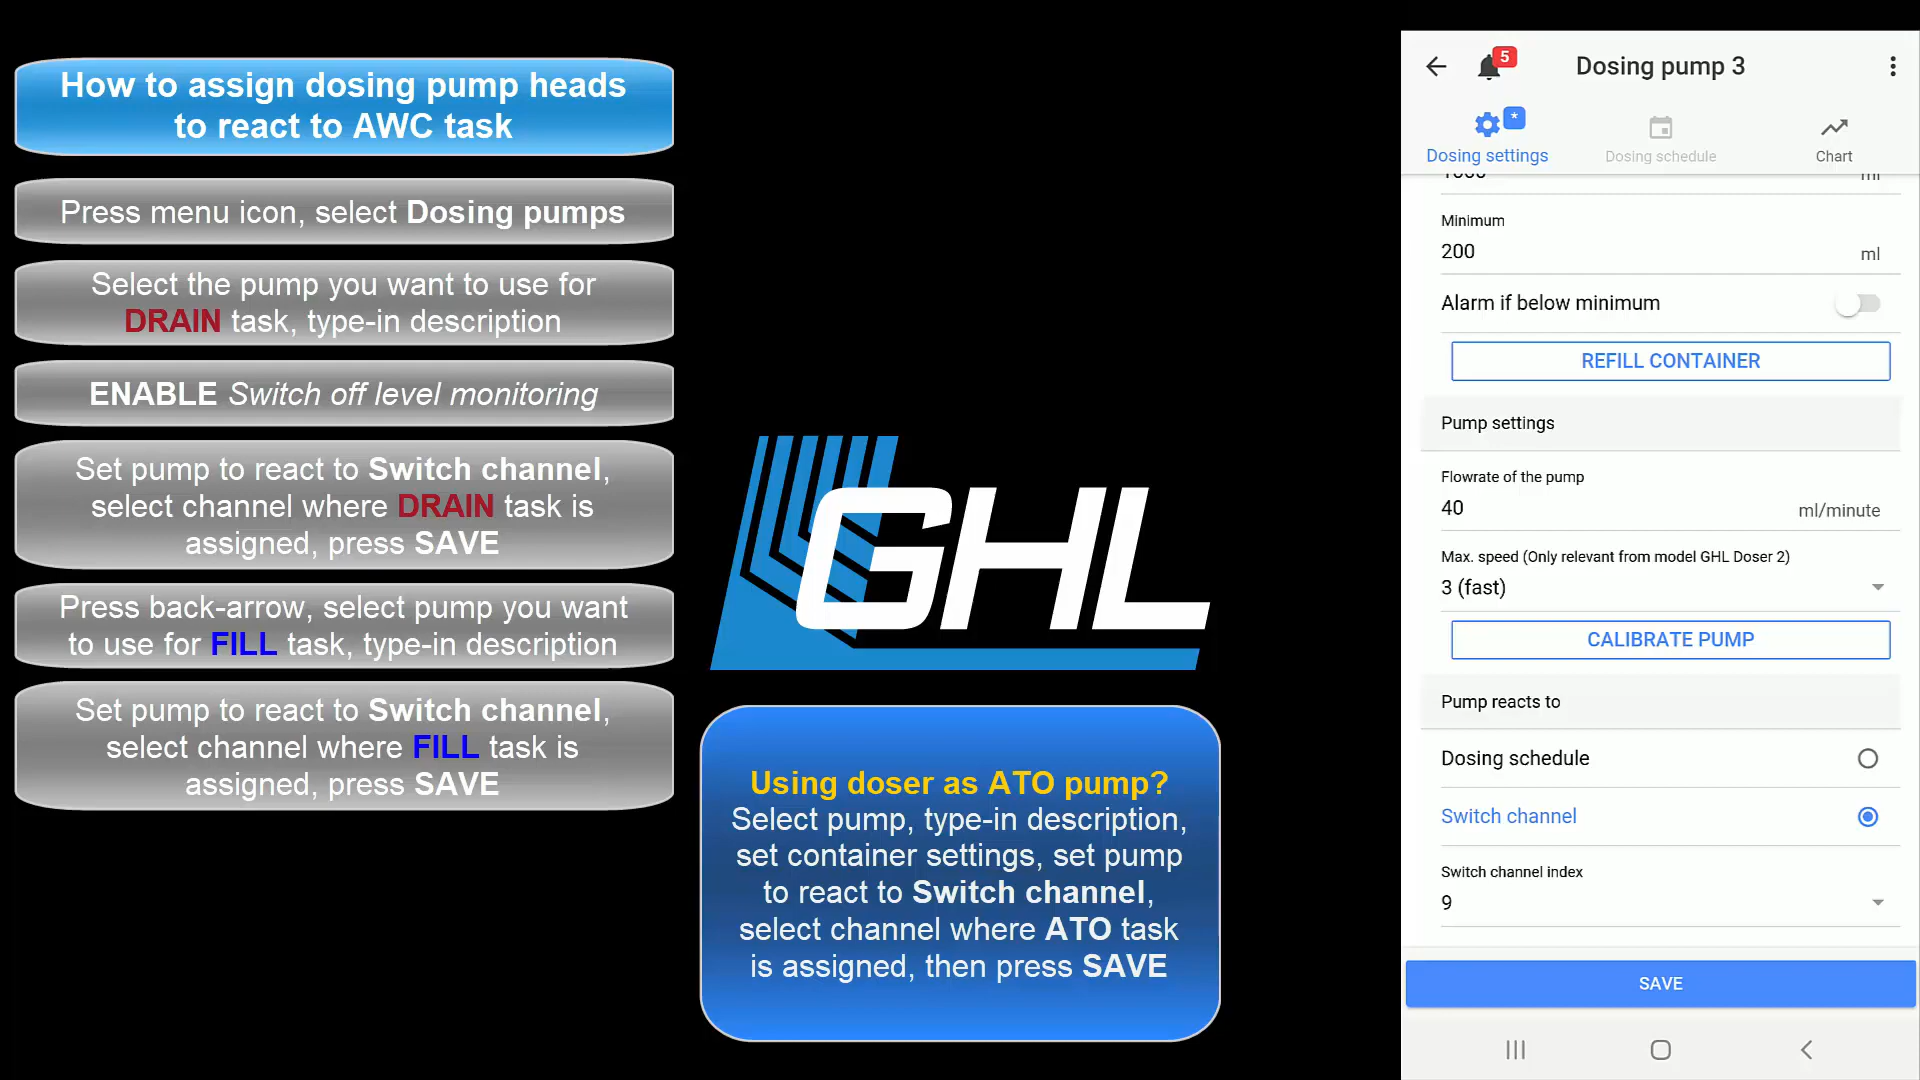 How to assign dosing pump heads
to react to AWC task
Press menu icon, select Dosing pumps
Select the pump you want to use for
DRAIN task, type-in description
ENABLE Switch off level monitoring
Set pump to react to Switch channel,
select channel where DRAIN task is
assigned, press SAVE
Press back-arrow, select pump you want
to use for FILL task, type-in description
Set pump to react to Switch channel,
select channel where FILL task is
assigned, press SAVE
GHL
Using doser as ATO pump?
Select pump, type-in description,
set container settings, set pump
to react to Switch channel,
select channel where ATO task
is assigned, then press SAVE
5
Dosing pump 3
*
Dosing settings
Dosing schedule
Chart
ml
Minimum
200 ml
Alarm if below minimum
REFILL CONTAINER
Pump settings
Flowrate of the pump
40 ml/minute
Max. speed (Only relevant from model GHL Doser 2)
3 (fast)
CALIBRATE PUMP
Pump reacts to
Dosing schedule
Switch channel
Switch channel index
9
SAVE